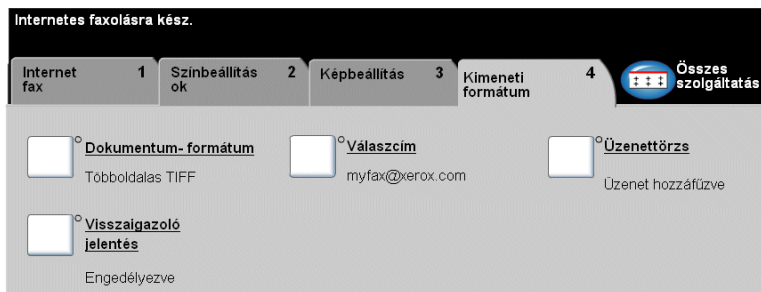 Internetes faxolásra kész.
Internet fax 1
Színbeállítás ok 2
Képbeállítás 3
Kimeneti formátum 4
Összes szolgáltatás
Dokumentum- formátum
Többoldalas TIFF
Válaszcím
myfax@xerox.com
Üzenettörzs
Üzenet hozzáfűzve
Visszaigazoló
jelentés
Engedélyezve